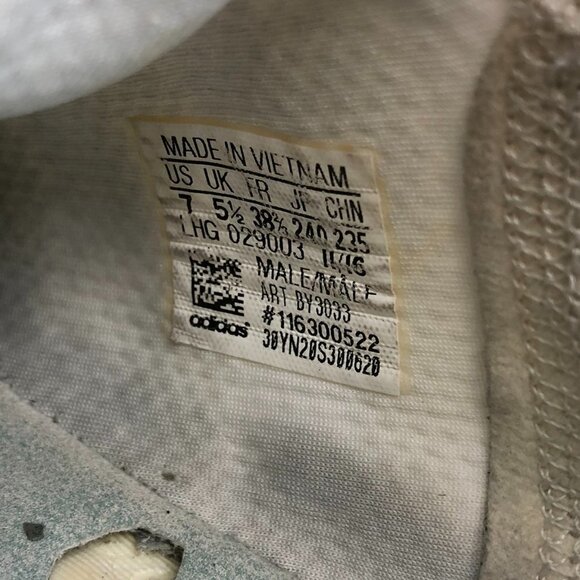 MADE IN VIETNAM
US UK FR JP CHN
7 5½ 38⅔ 240 235
LHG 029003 11/16
MALE/MÂLE
ART BY3033
#116300522
adidas 30YN20S300620